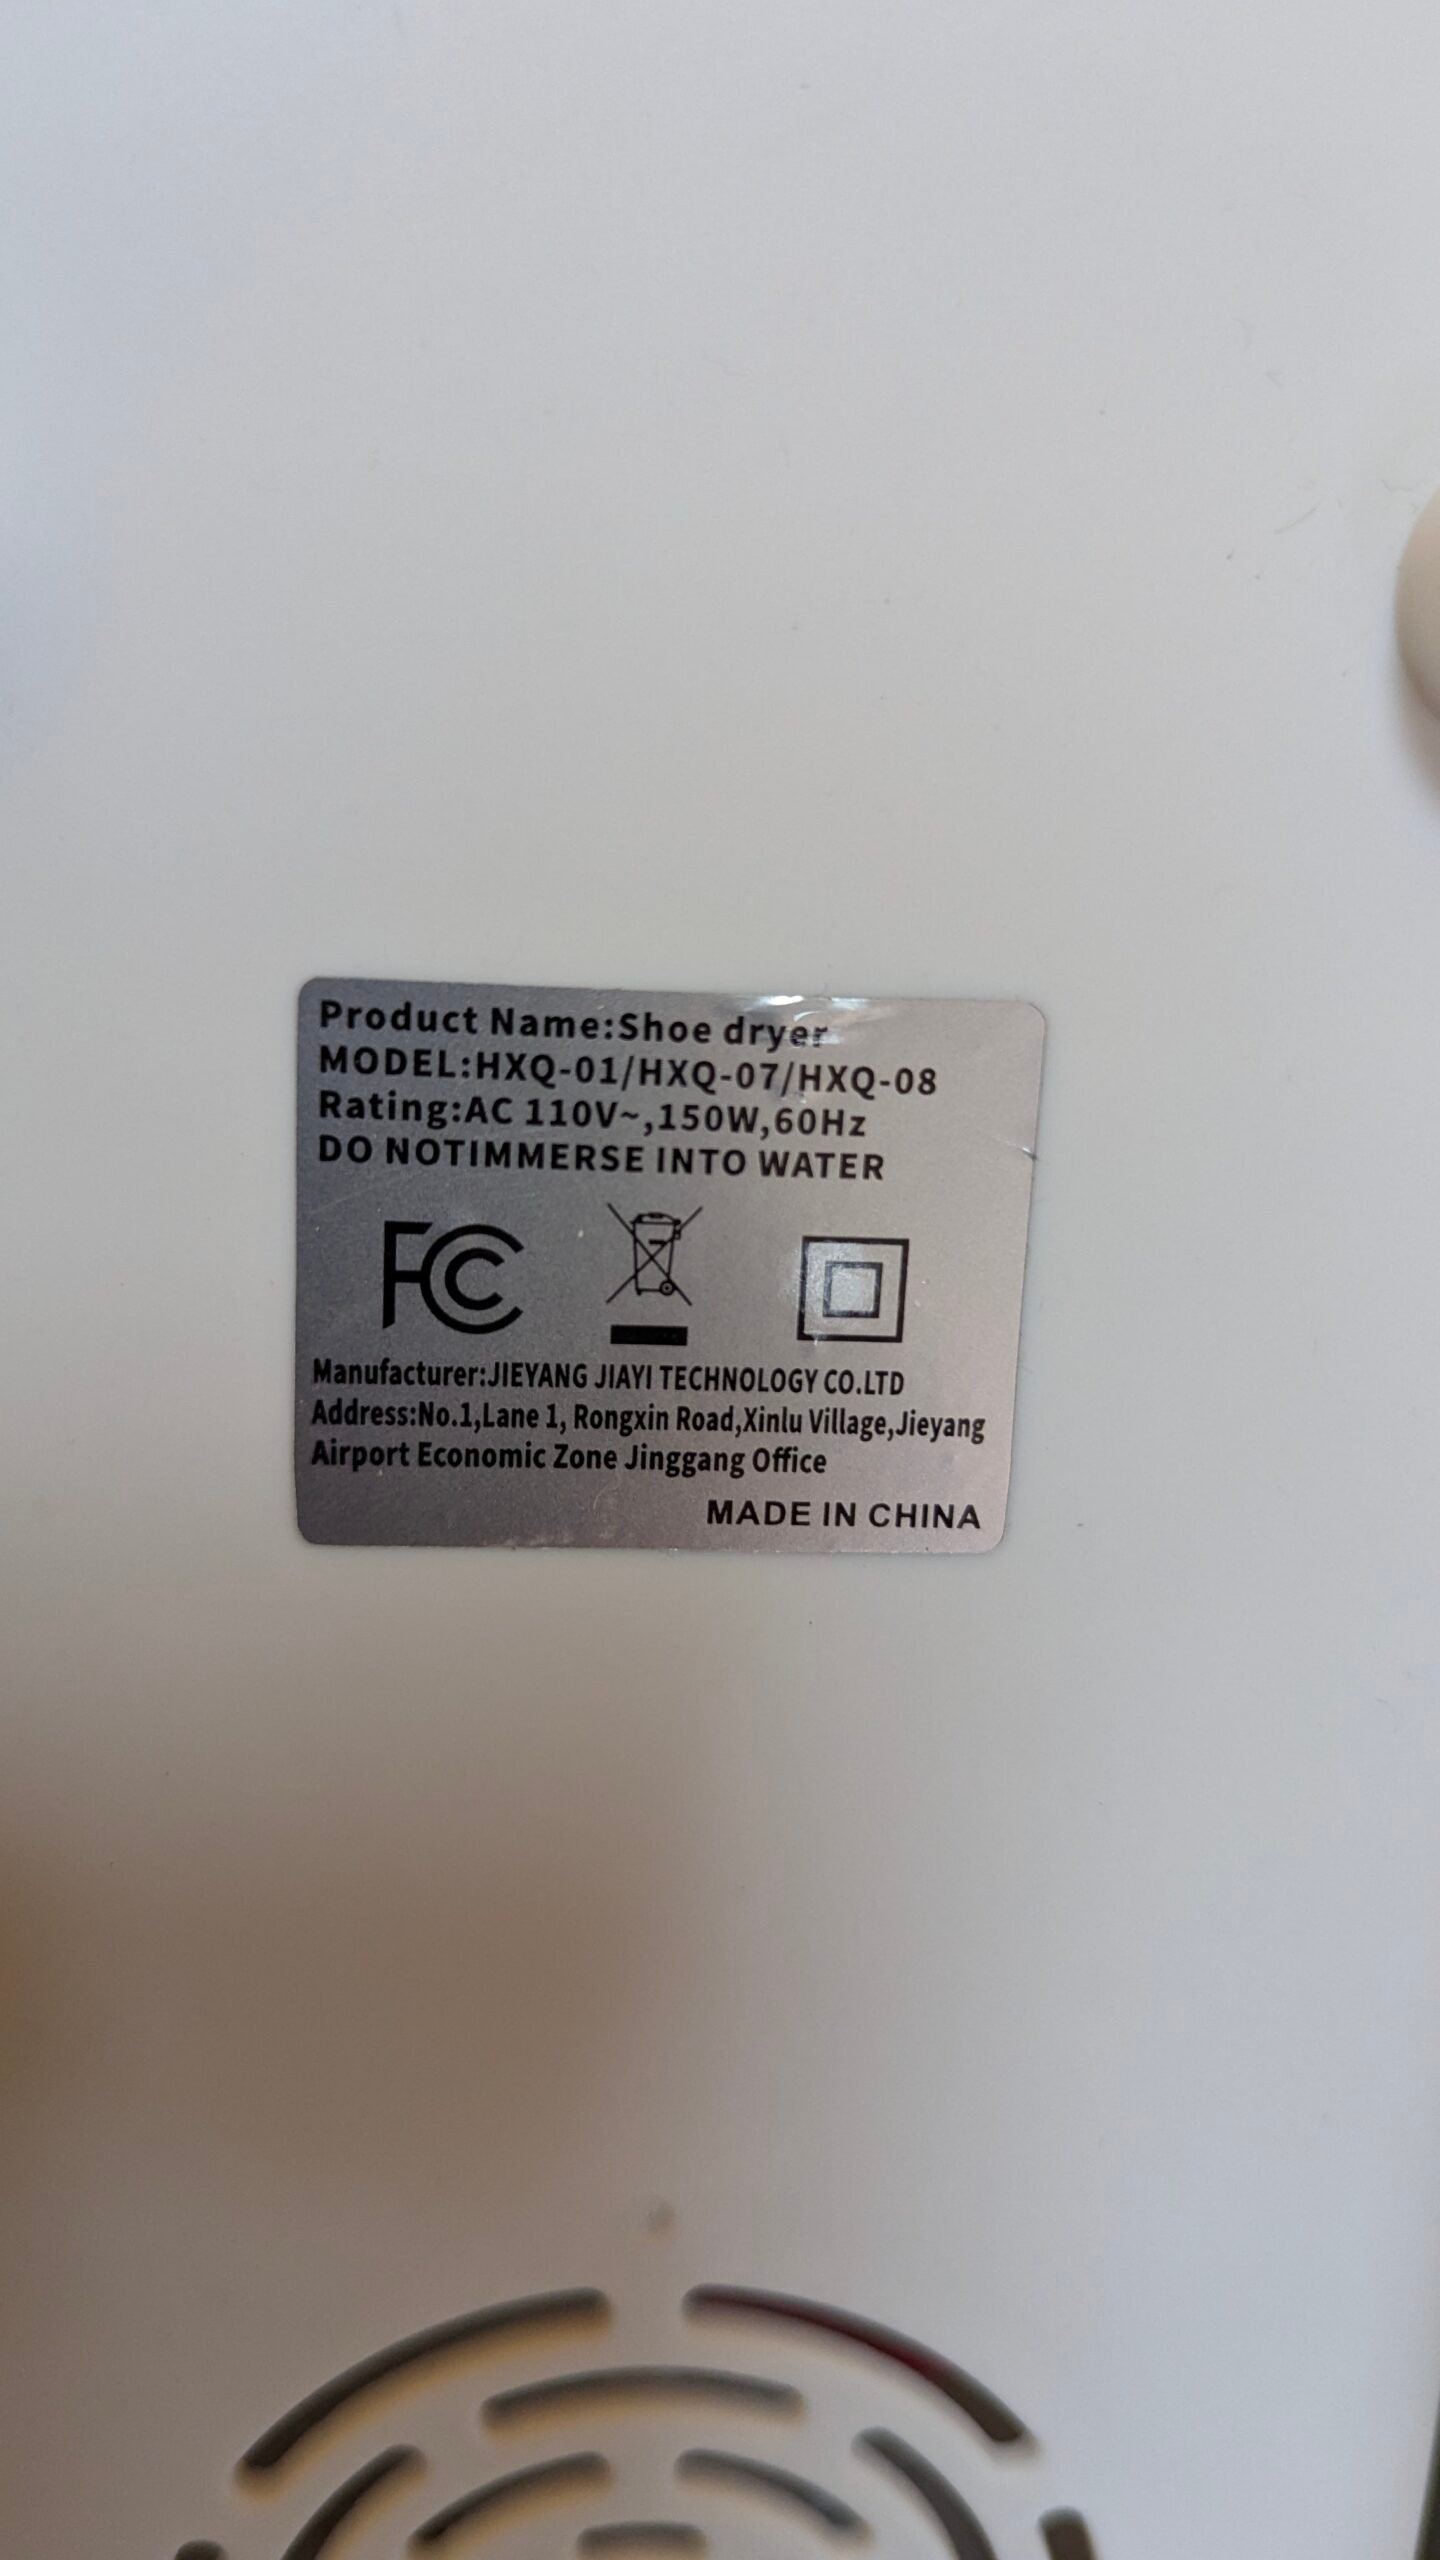 Product Name:Shoe dryer
MODEL:HXQ-01/HXQ-07/HXQ-08
Rating:AC 110V~,150W,60Hz
DO NOTIMMERSE INTO WATER
FC
Manufacturer:JIEYANG JIAYI TECHNOLOGY CO.LTD
Address:No.1,Lane 1, Rongxin Road,Xinlu Village,Jieyang
Airport Economic Zone Jinggang Office
MADE IN CHINA